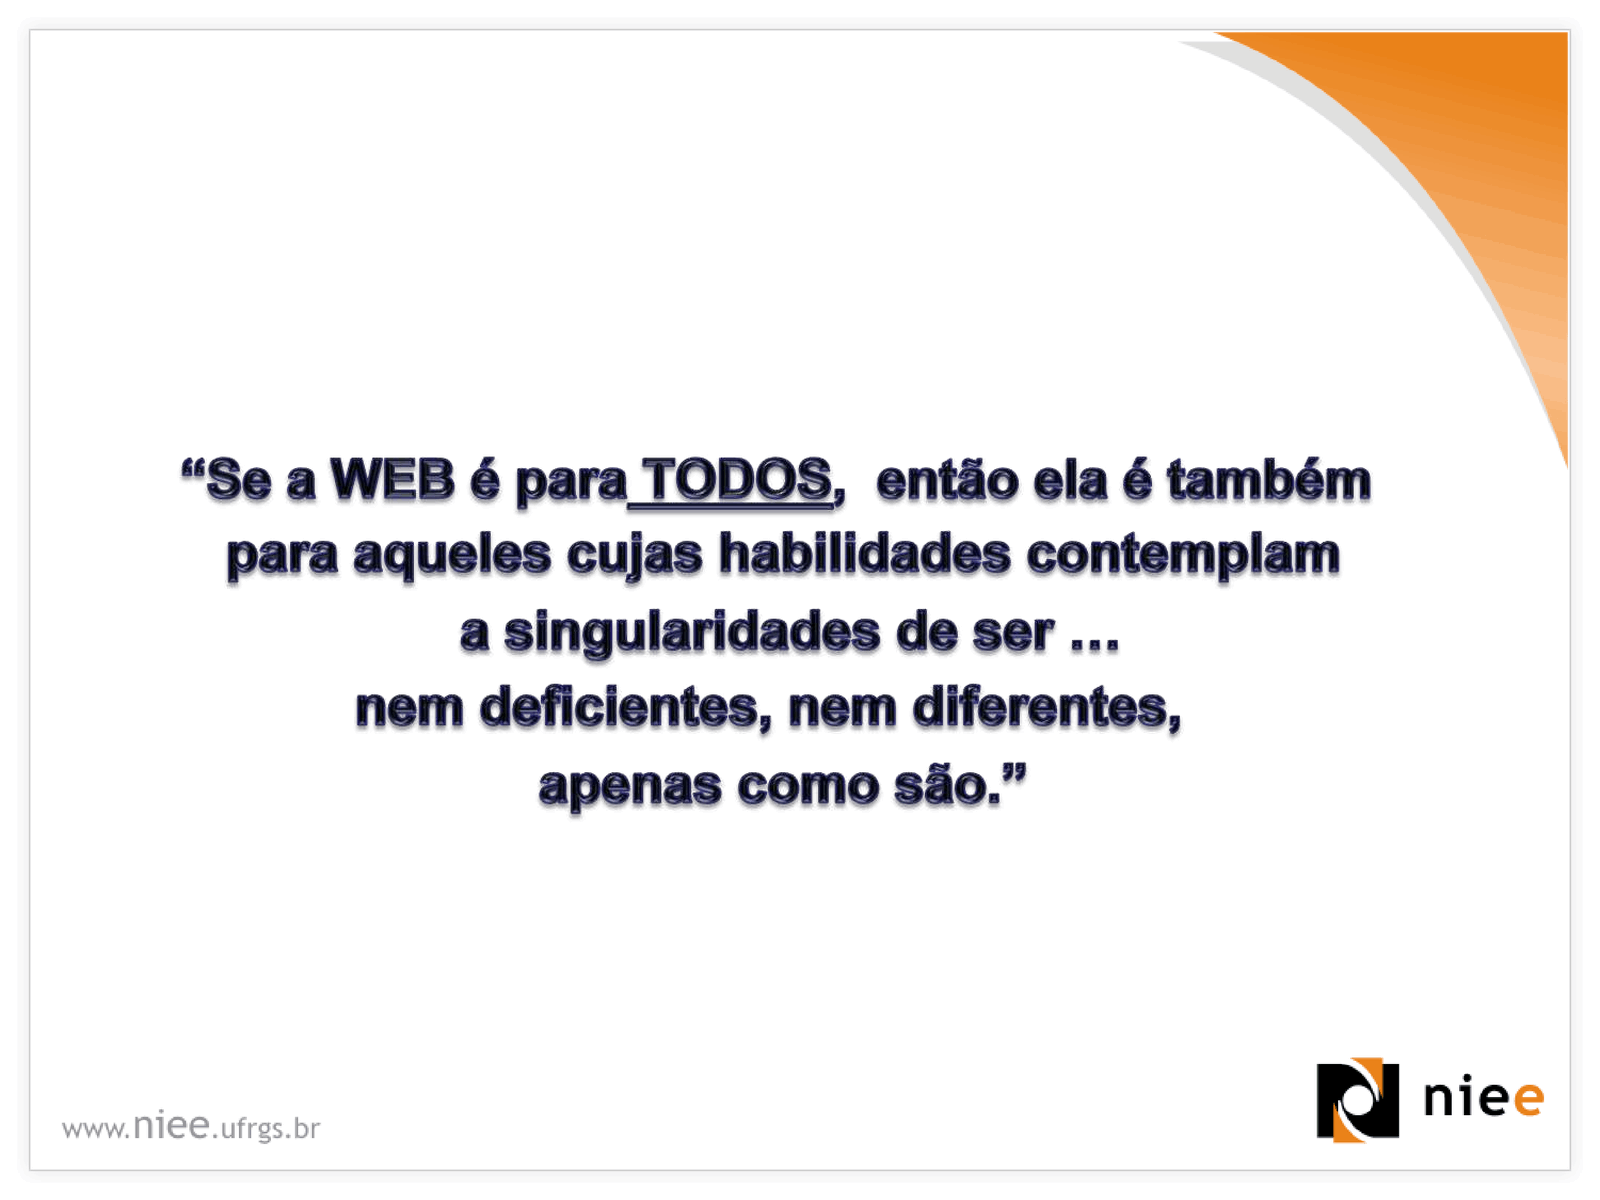 “Se a WEB é para TODOS, então ela é também
para aqueles cujas habilidades contemplam
a singularidades de ser ...
nem deficientes, nem diferentes,
apenas como são.”
www.niee.ufrgs.br
niee